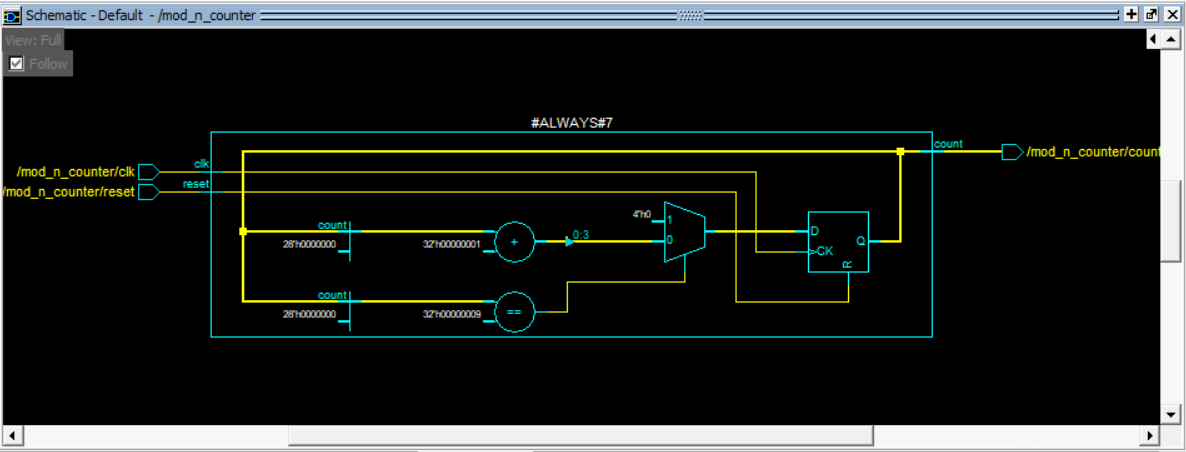 Schematic - Default - /mod_n_counter
View: Full
Follow
#ALWAYS#7
/mod_n_counter/clk
clk
count
/mod_n_counter/count
/mod_n_counter/reset
reset
4'h0
1
count
28'h0000000
32'h00000001
+
0:3
0
D
Q
CK
R
count
28'h0000000
32'h00000009
==